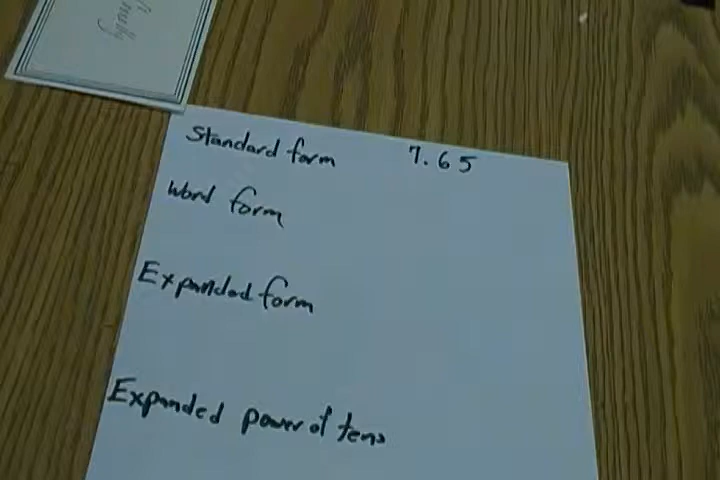 Standard form 7.65
Word form
Expanded form
Expanded power of tens